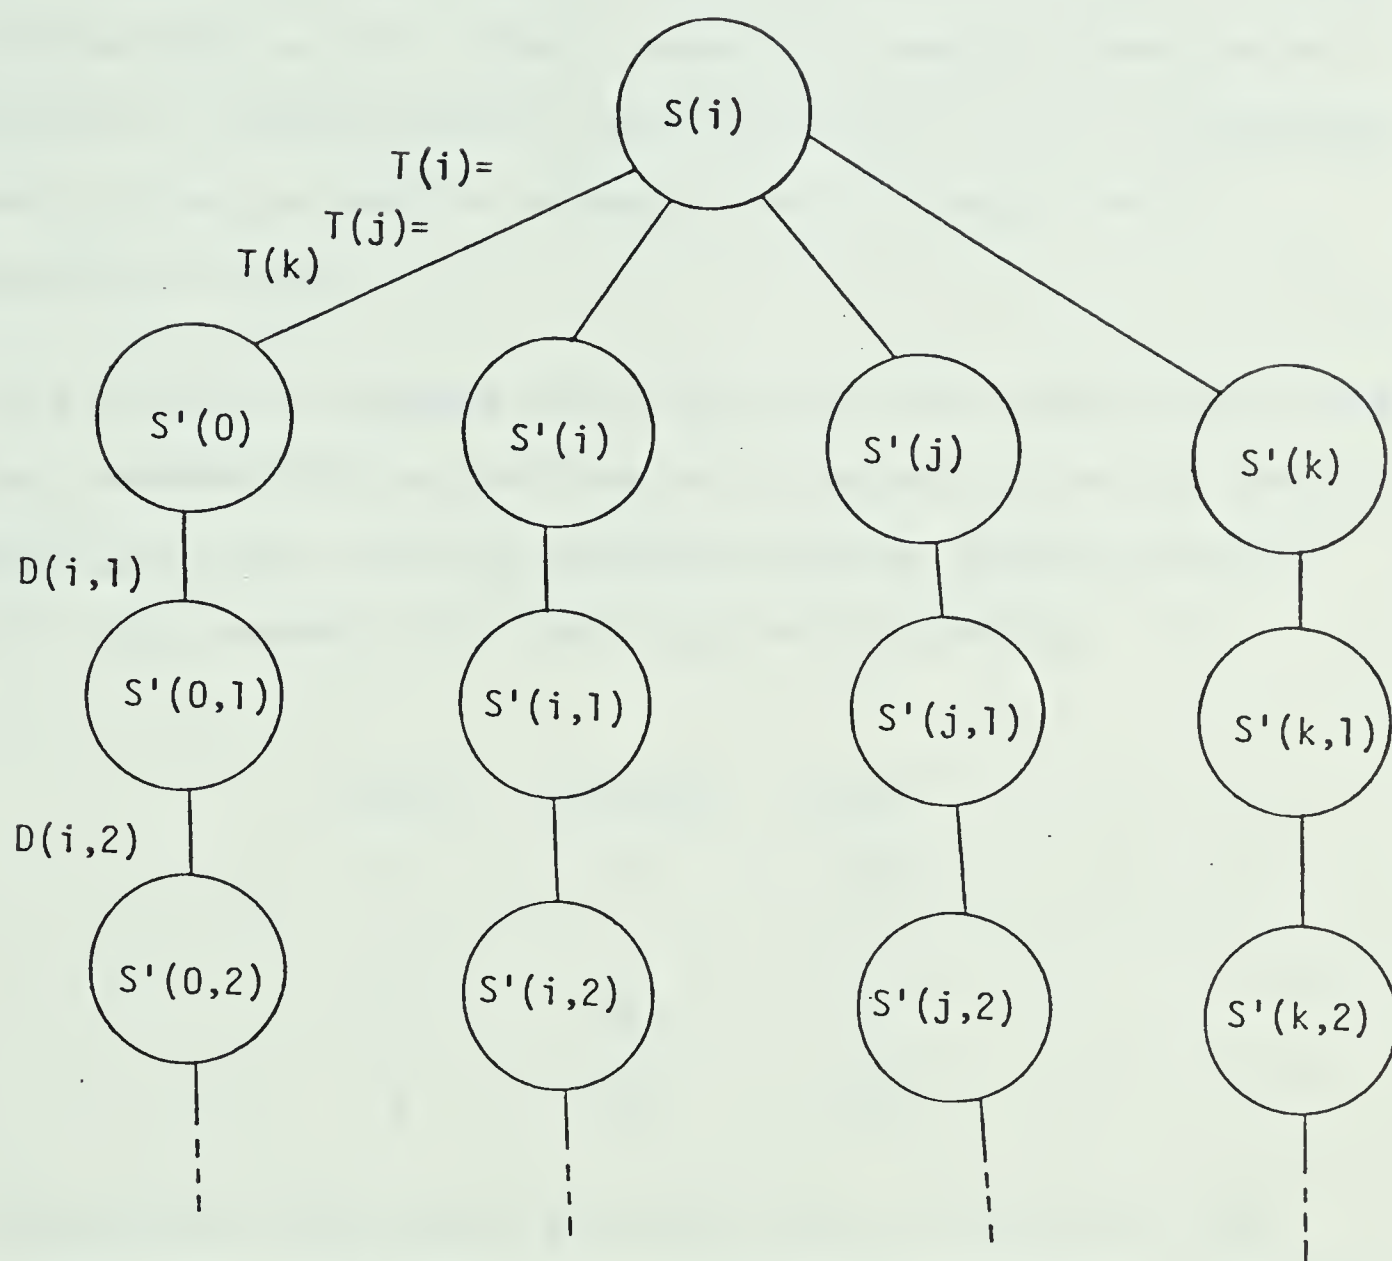 S(i)
T(i)=
T(j)=
T(k)
S'(0)
S'(i)
S'(j)
S'(k)
D(i,1)
S'(0,1)
S'(i,1)
S'(j,1)
S'(k,1)
D(i,2)
S'(0,2)
S'(i,2)
S'(j,2)
S'(k,2)